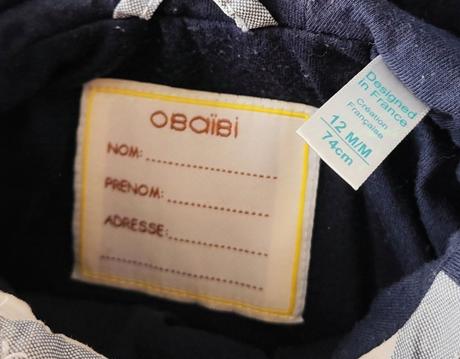 OBAÏBI
NOM:
PRENOM:
ADRESSE:
Designed
in France
Création
Française
12 M/M
74cm